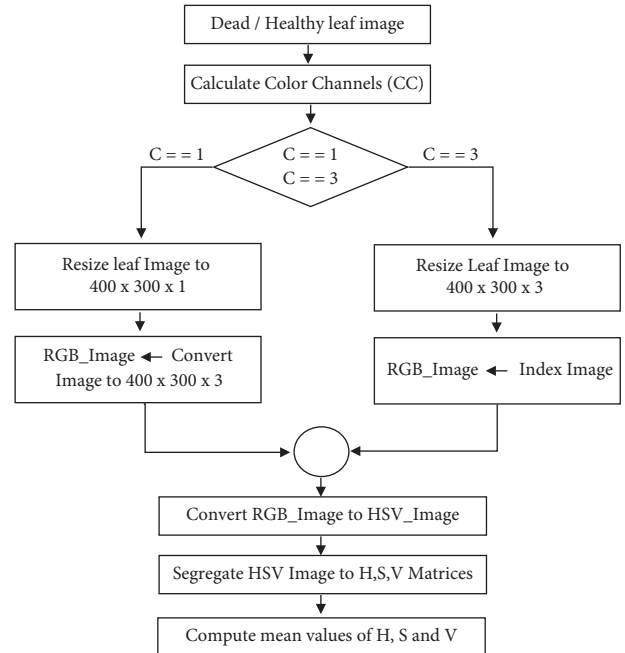 Dead / Healthy leaf image
Calculate Color Channels (CC)
C = = 1
C = = 1
C = = 3
C = = 3
Resize leaf Image to
400 x 300 x 1
Resize Leaf Image to
400 x 300 x 3
RGB_Image ← Convert
Image to 400 x 300 x 3
RGB_Image ← Index Image
Convert RGB_Image to HSV_Image
Segregate HSV Image to H,S,V Matrices
Compute mean values of H, S and V